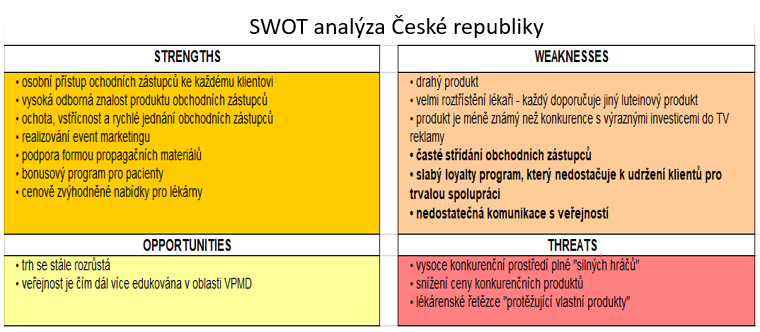 SWOT analýza České republiky
STRENGTHS
• osobní přístup ochodních zástupců ke každému klientovi
• vysoká odborná znalost produktu obchodních zástupců
• ochota, vstřícnost a rychlé jednání obchodních zástupců
• realizování event marketingu
• podpora formou propagačních materiálů
• bonusový program pro pacienty
• cenově zvýhodněné nabídky pro lékárny
WEAKNESSES
• drahý produkt
• velmi roztříštění lékaři - každý doporučuje jiný luteinový produkt
• produkt je méně známý než konkurence s výraznými investicemi do TV
reklamy
• časté střídání obchodních zástupců
• slabý loyalty program, který nedostačuje k udržení klientů pro
trvalou spolupráci
• nedostatečná komunikace s veřejností
OPPORTUNITIES
• trh se stále rozrůstá
• veřejnost je čím dál více edukována v oblasti VPMD
THREATS
• vysoce konkurenční prostředí plné "silných hráčů"
• snížení ceny konkurenčních produktů
• lékárenské řetězce "protěžující vlastní produkty"